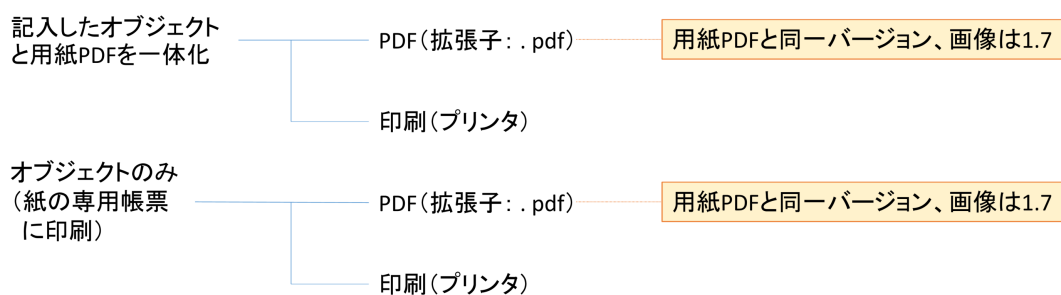 記入したオブジェクト
と用紙PDFを一体化
PDF(拡張子：．pdf)
用紙PDFと同一バージョン、画像は1.7
印刷(プリンタ)
オブジェクトのみ
(紙の専用帳票
に印刷)
PDF(拡張子：．pdf)
用紙PDFと同一バージョン、画像は1.7
印刷(プリンタ)